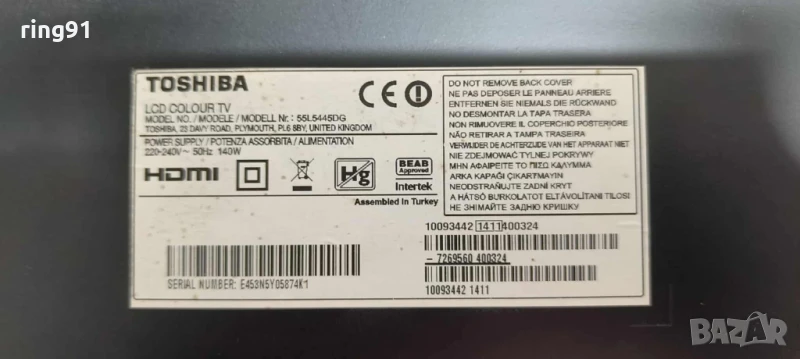 ring91
TOSHIBA
LCD COLOUR TV
MODEL NO. / MODELE / MODELL Nr. : 55L5445DG
TOSHIBA, 23 DAVY ROAD, PLYMOUTH, PL6 8BY, UNITED KINGDOM
POWER SUPPLY / POTENZA ASSORBITA / ALIMENTATION
220-240V ~ 50Hz 140W
HDMI
Hg
BEAB
Approved
Intertek
Assembled in Turkey
SERIAL NUMBER: E453N5Y05874K1
DO NOT REMOVE BACK COVER
NE PAS DEPOSER LE PANNEAU ARRIERE
ENTFERNEN SIE NIEMALS DIE RÜCKWAND
NO DESMONTAR LA TAPA TRASERA
NON RIMUOVERE IL COPERCHIO POSTERIORE
NÃO RETIRAR A TAMPA TRASEIRA
VERWIJDER DE ACHTERZIJDE VAN HET APPARAAT NIET
NIE ZDEJMOWAĆ TYLNEJ POKRYWY
ΜΗΝ ΑΦΑΙΡΕΙΤΕ ΤΟ ΠΙΣΩ ΚΑΛΥΜΜΑ
ARKA KAPAĞI ÇIKARTMAYIN
NEODSTRAŇUJTE ZADNÍ KRYT
A HÁTSÓ BURKOLATOT ELTÁVOLÍTANI TILOS!
НЕ ЗНІМАЙТЕ ЗАДНЮ КРИШКУ
10093442 1411 400324
- 7269560 400324
10093442 1411
BAZAR
bg